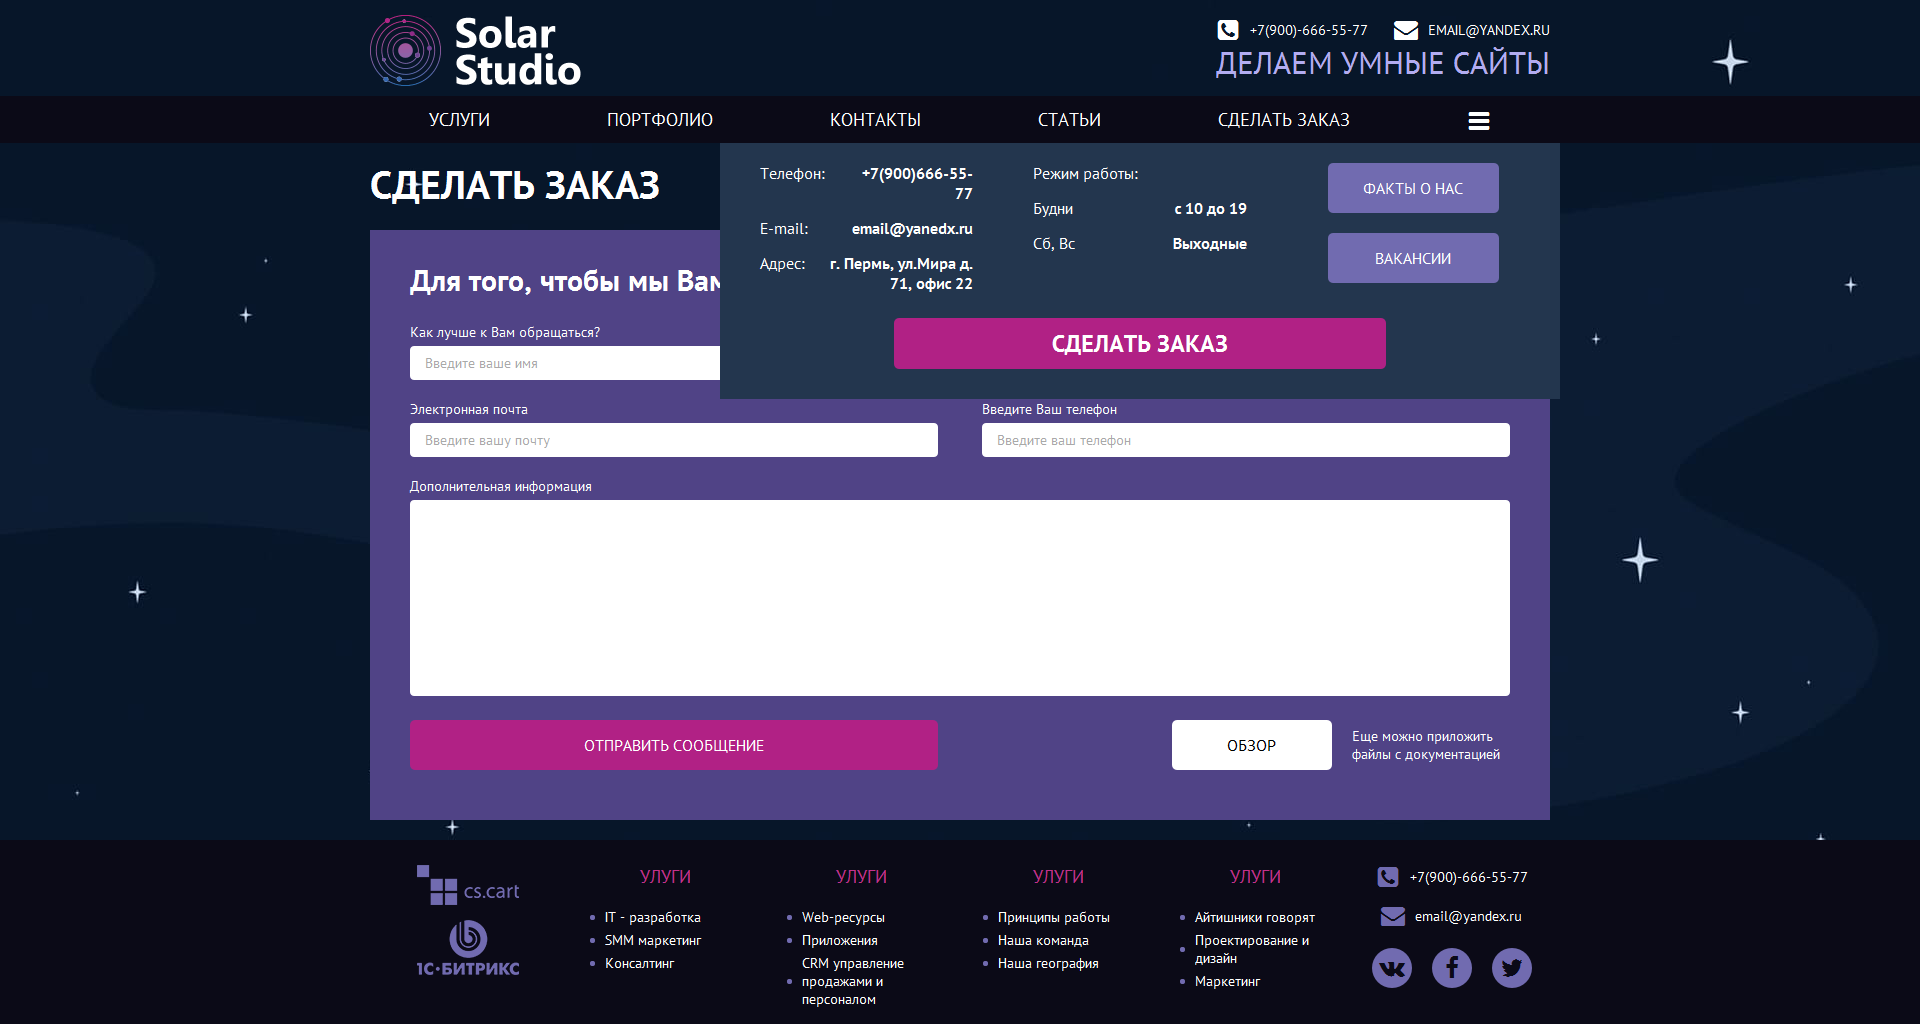 Solar
Studio
+7(900)-666-55-77
EMAIL@YANDEX.RU
ДЕЛАЕМ УМНЫЕ САЙТЫ
УСЛУГИ
ПОРТФОЛИО
КОНТАКТЫ
СТАТЬИ
СДЕЛАТЬ ЗАКАЗ
СДЕЛАТЬ ЗАКАЗ
Телефон:
+7(900)666-55-
77
E-mail:
email@yanedx.ru
Адрес:
г. Пермь, ул.Мира д.
71, офис 22
Режим работы:
Будни
с 10 до 19
Сб, Вс
Выходные
ФАКТЫ О НАС
ВАКАНСИИ
СДЕЛАТЬ ЗАКАЗ
Для того, чтобы мы Вам
Как лучше к Вам обращаться?
Введите ваше имя
Электронная почта
Введите вашу почту
Введите Ваш телефон
Введите ваш телефон
Дополнительная информация
ОТПРАВИТЬ СООБЩЕНИЕ
ОБЗОР
Еще можно приложить
файлы с документацией
cs.cart
1С·БИТРИКС
УЛУГИ
IT - разработка
SMM маркетинг
Консалтинг
УЛУГИ
Web-ресурсы
Приложения
CRM управление
продажами и
персоналом
УЛУГИ
Принципы работы
Наша команда
Наша география
УЛУГИ
Айтишники говорят
Проектирование и
дизайн
Маркетинг
+7(900)-666-55-77
email@yandex.ru